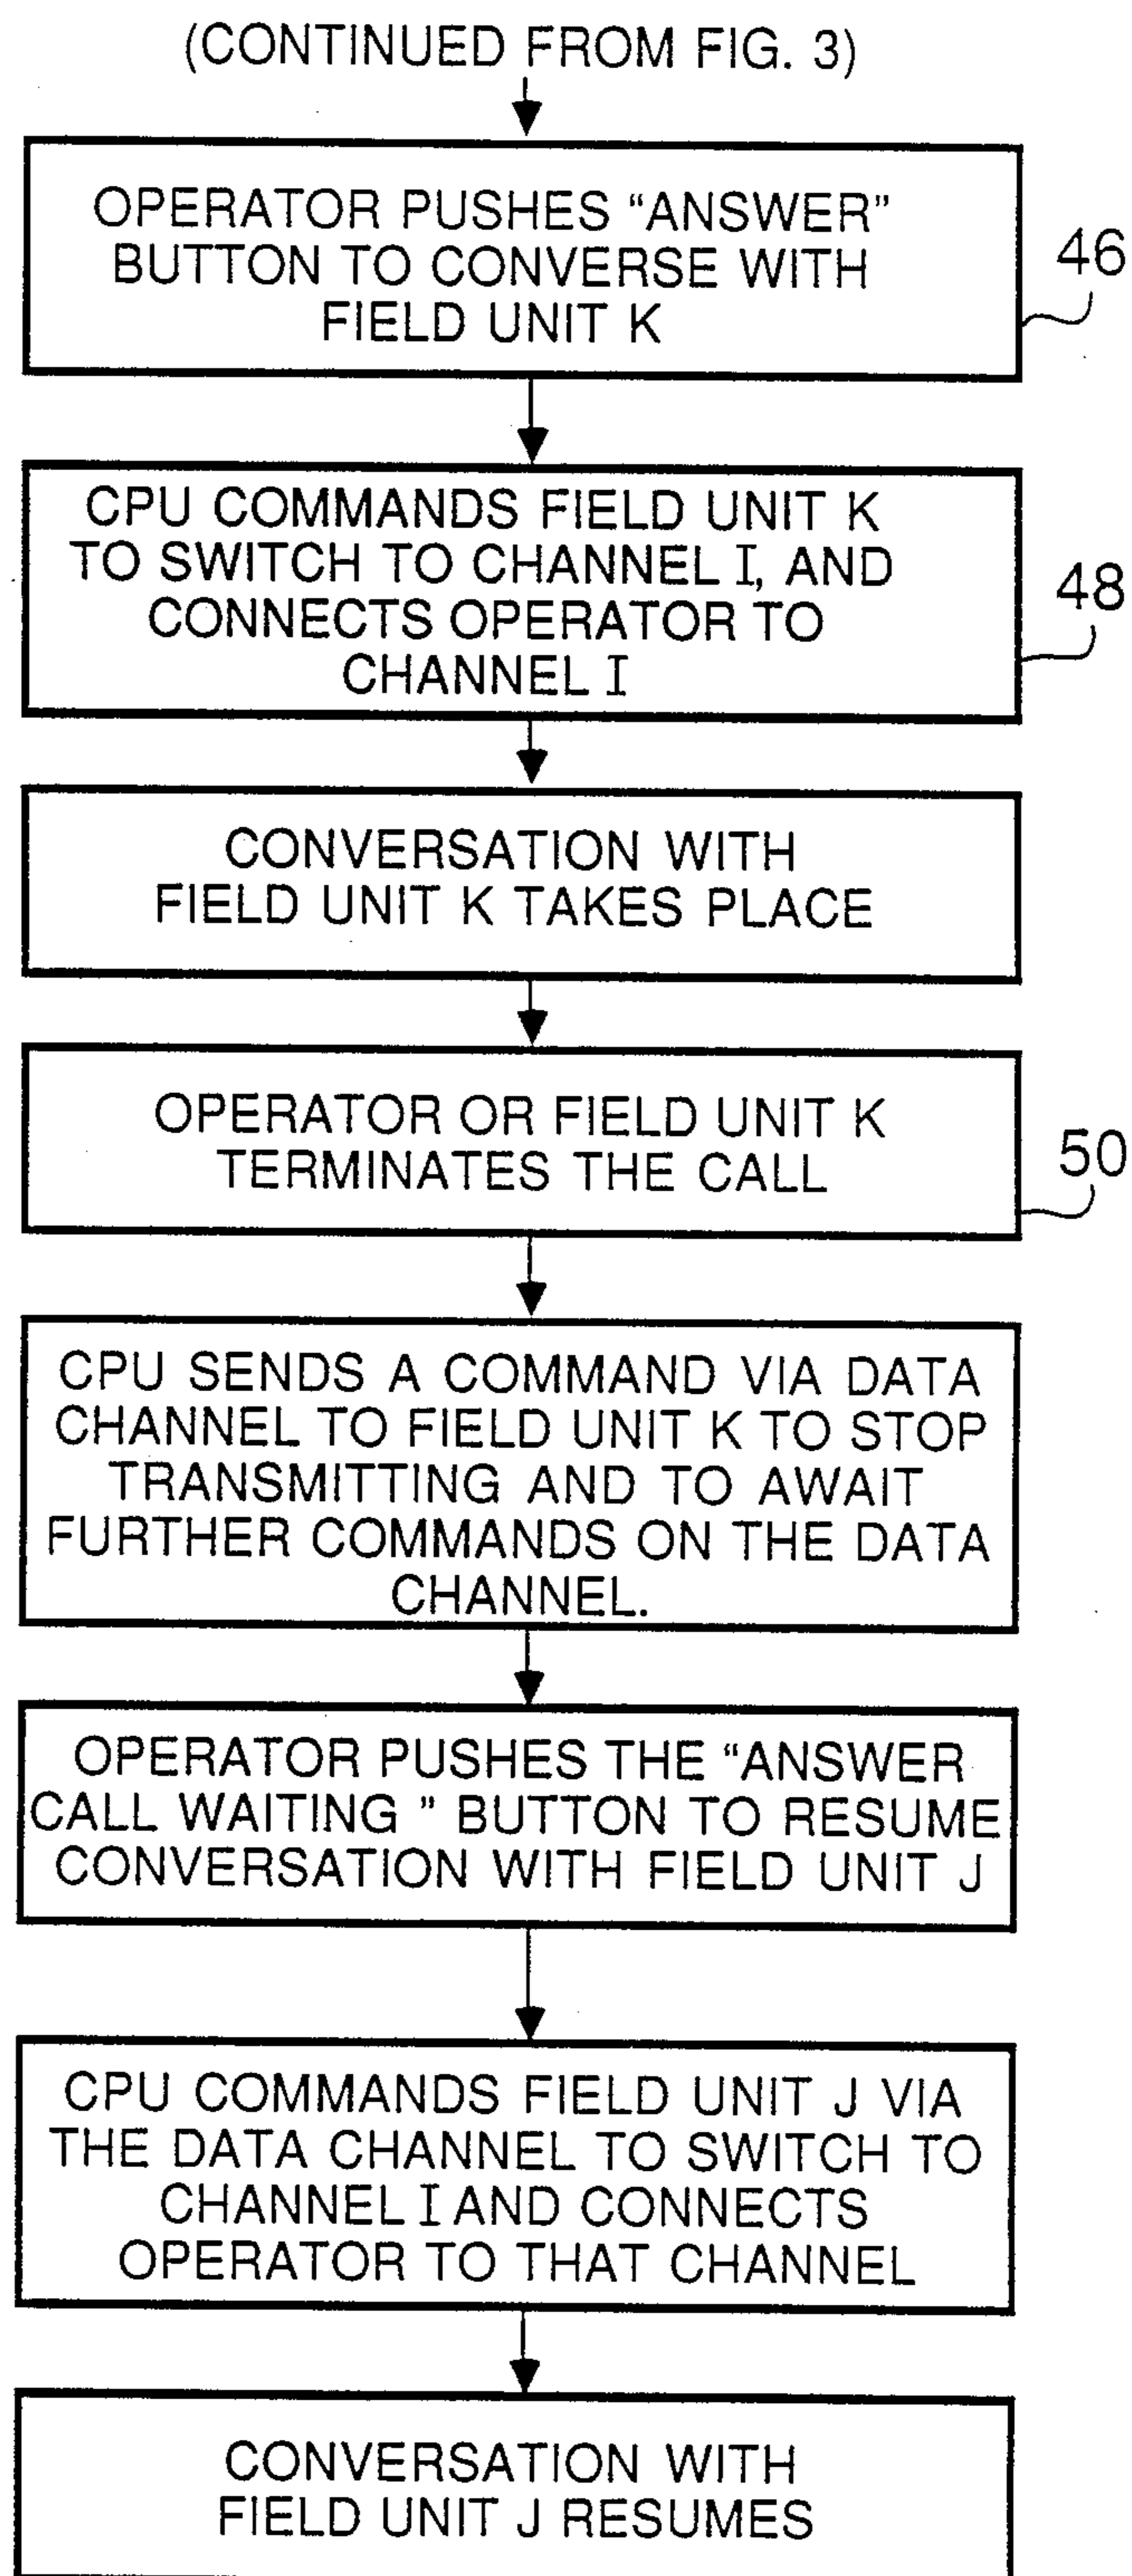 (CONTINUED FROM FIG. 3)
OPERATOR PUSHES “ANSWER”
BUTTON TO CONVERSE WITH
FIELD UNIT K
46
CPU COMMANDS FIELD UNIT K
TO SWITCH TO CHANNEL I, AND
CONNECTS OPERATOR TO
CHANNEL I
48
CONVERSATION WITH
FIELD UNIT K TAKES PLACE
OPERATOR OR FIELD UNIT K
TERMINATES THE CALL
50
CPU SENDS A COMMAND VIA DATA
CHANNEL TO FIELD UNIT K TO STOP
TRANSMITTING AND TO AWAIT
FURTHER COMMANDS ON THE DATA
CHANNEL.
OPERATOR PUSHES THE “ANSWER
CALL WAITING ” BUTTON TO RESUME
CONVERSATION WITH FIELD UNIT J
CPU COMMANDS FIELD UNIT J VIA
THE DATA CHANNEL TO SWITCH TO
CHANNEL I AND CONNECTS
OPERATOR TO THAT CHANNEL
CONVERSATION WITH
FIELD UNIT J RESUMES